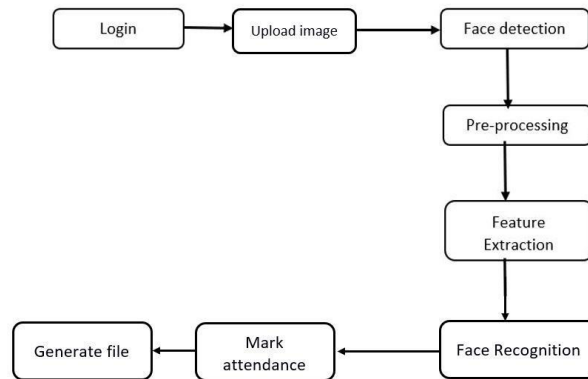 Login
Upload image
Face detection
Pre-processing
Feature
Extraction
Face Recognition
Mark
attendance
Generate file